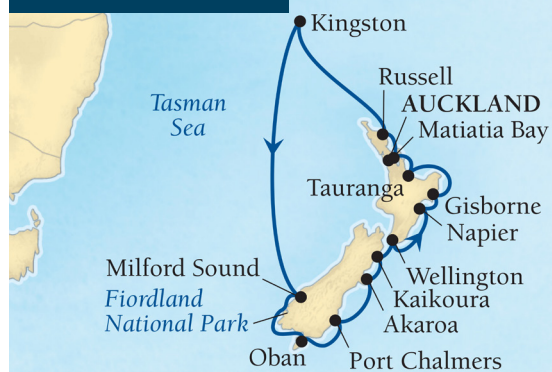 Kingston
Russell
Tasman
Sea
AUCKLAND
Matiatia Bay
Tauranga
Gisborne
Napier
Wellington
Milford Sound
Kaikoura
Fiordland
National Park
Akaroa
Oban
Port Chalmers